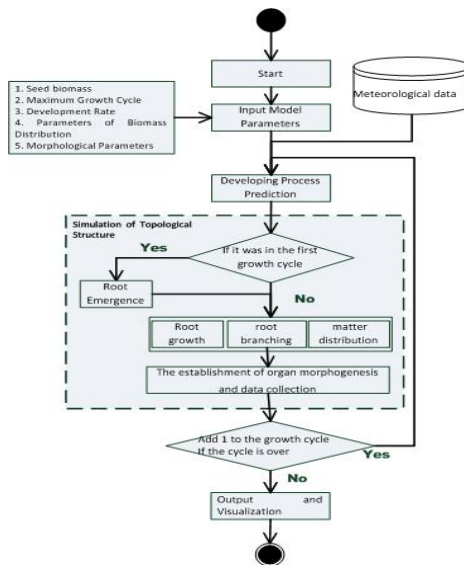 Start
Meteorological data
1. Seed biomass
2. Maximum Growth Cycle
3. Development Rate
4. Parameters of Biomass
Distribution
5. Morphological Parameters
Input Model
Parameters
Developing Process
Prediction
Simulation of Topological
Structure
Yes
If it was in the first
growth cycle
Root
Emergence
No
Root
growth
root
branching
matter
distribution
The establishment of organ morphogenesis
and data collection
Add 1 to the growth cycle
If the cycle is over
Yes
No
Output and
Visualization